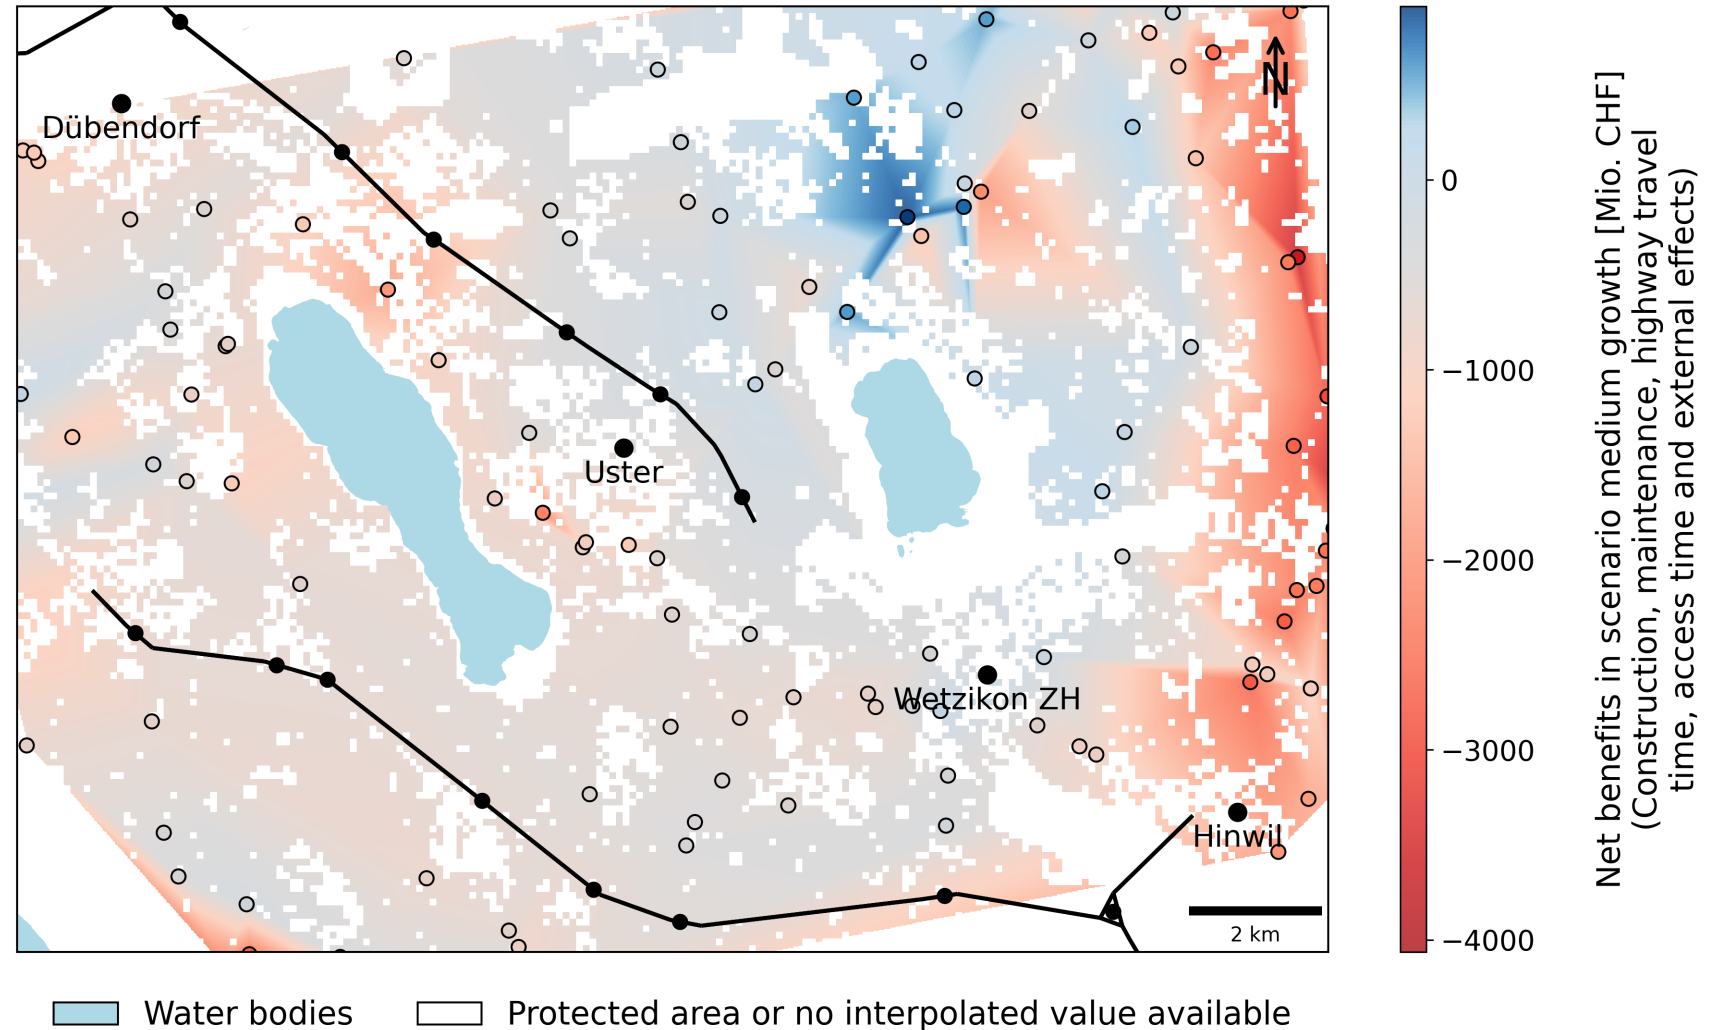 N
Dübendorf
Uster
Wetzikon ZH
Hinwil
2 km
0
−1000
−2000
−3000
−4000
Net benefits in scenario medium growth [Mio. CHF]
(Construction, maintenance, highway travel
time, access time and external effects)
Water bodies
Protected area or no interpolated value available